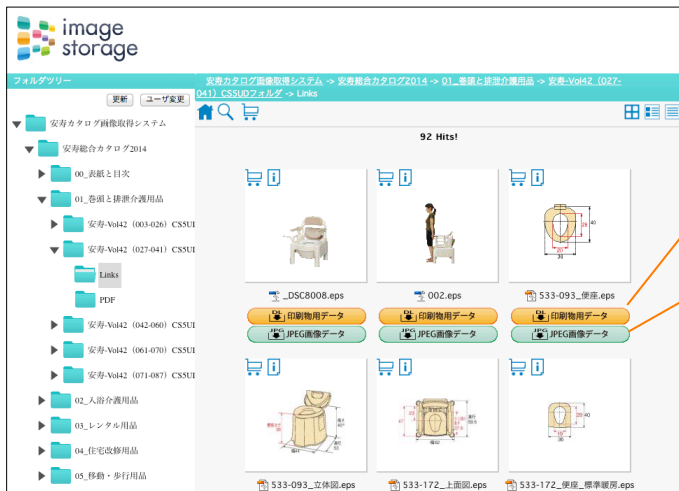 image
storage
フォルダツリー
更新 ユーザ変更
安寿カタログ画像取得システム
安寿総合カタログ2014
00_表紙と目次
01_巻頭と排泄介護用品
安寿-Vol42（003-026）CS5UI
安寿-Vol42（027-041）CS5UI
Links
PDF
安寿-Vol42（042-060）CS5UI
安寿-Vol42（061-070）CS5UI
安寿-Vol42（071-087）CS5UI
02_入浴介護用品
03_レンタル用品
04_住宅改修用品
05_移動・歩行用品
安寿カタログ画像取得システム -> 安寿総合カタログ2014 -> 01_巻頭と排泄介護用品 -> 安寿-Vol42（027-
041）CS5UDフォルダ -> Links
92 Hits!
_DSC8008.eps 002.eps 533-093_便座.eps
DL 印刷物用データ DL 印刷物用データ DL 印刷物用データ
JPG JPEG画像データ JPG JPEG画像データ JPG JPEG画像データ
533-093_立体図.eps 533-172_上面図.eps 533-172_便座_標準暖房.eps